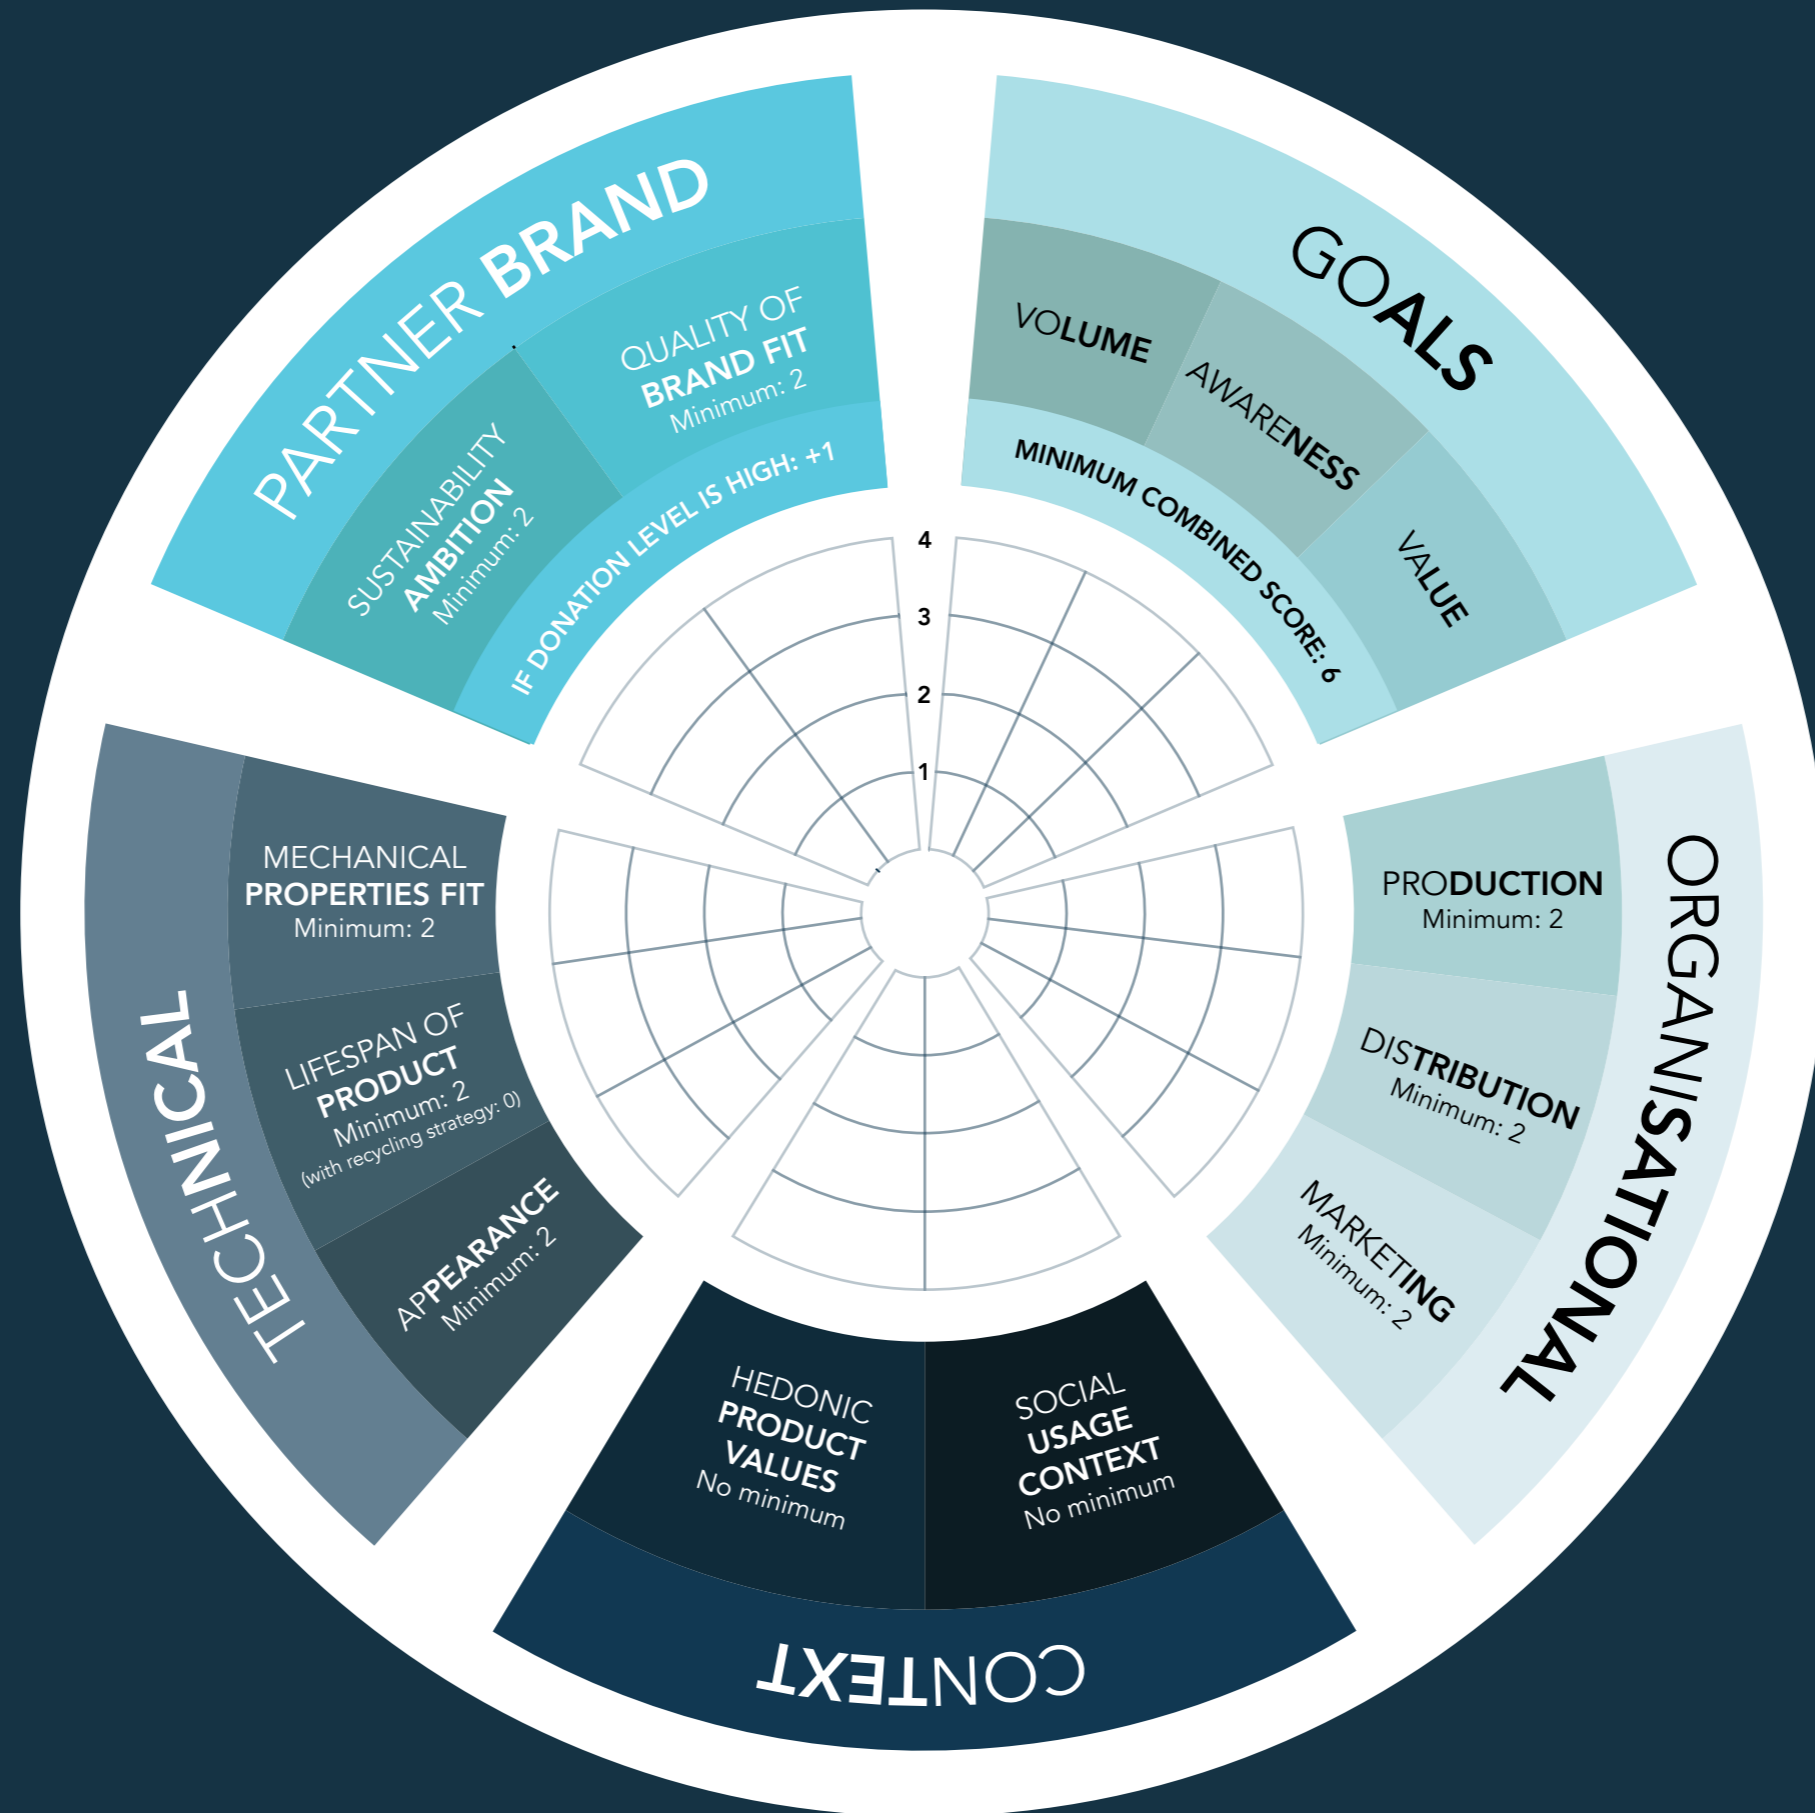 PARTNER BRAND
QUALITY OF
BRAND FIT
Minimum: 2
SUSTAINABILITY
AMBITION
Minimum: 2
IF DONATION LEVEL IS HIGH: +1
GOALS
VOLUME
AWARENESS
VALUE
MINIMUM COMBINED SCORE: 6
4
3
2
1
ORGANISATIONAL
PRODUCTION
Minimum: 2
DISTRIBUTION
Minimum: 2
MARKETING
Minimum: 2
CONTEXT
SOCIAL
USAGE
CONTEXT
No minimum
HEDONIC
PRODUCT
VALUES
No minimum
TECHNICAL
MECHANICAL
PROPERTIES FIT
Minimum: 2
LIFESPAN OF
PRODUCT
Minimum: 2
(with recycling strategy: 0)
APPEARANCE
Minimum: 2